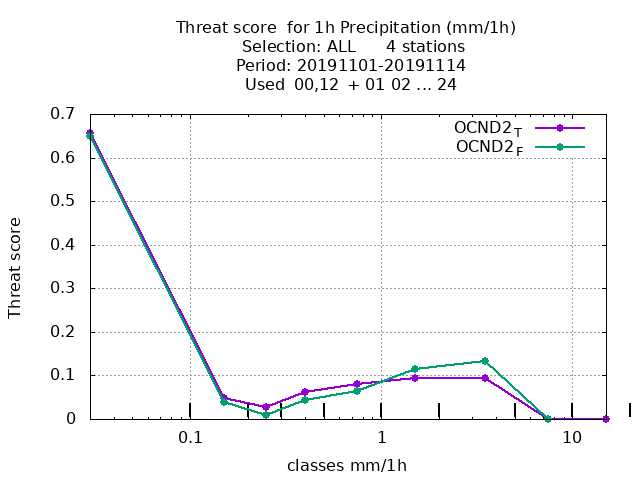 Threat score  for 1h Precipitation (mm/1h)
Selection: ALL      4 stations
Period: 20191101-20191114
Used  00,12  + 01 02 ... 24
OCND2_T
OCND2_F
Threat score
0.7
0.6
0.5
0.4
0.3
0.2
0.1
0
0.1 1 10
classes mm/1h